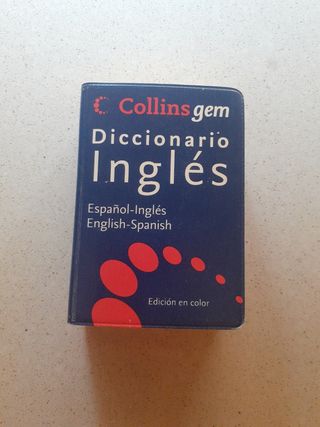 Collins gem
Diccionario
Inglés
Español-Inglés
English-Spanish
Edición en color